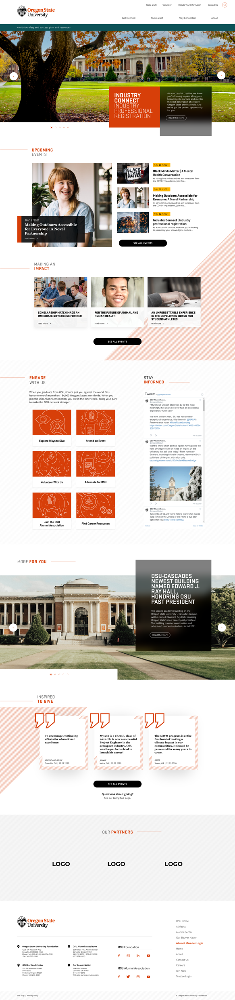 Make a Gift Volunteer Update Your Information Contact Us
Oregon State
University
Get Involved Make a Gift Stay Connected About
covid-19 safety and success plan and resources
INDUSTRY
CONNECT
INDUSTRY
PROFESSIONAL
REGISTRATION
As a successful creative, we know
you're looking to pass along your
knowledge to nurture and mentor
the next generation of creative
Oregon State professionals. And
we've got the perfect opportunity
for you.
Read the story
UPCOMING
EVENTS
10 /16 /2021
Making Outdoors Accessible
for Everyone: A Novel
Partnership
read more
BLACK
LIVES
MATTER
12 / 03 / 2021
Black Minds Matter | A Mental
Health Conversation
As springtime arrives and we aim to recover from
the COVID-19 pandemic, join this...
24 / 02 / 2021
Making Outdoors Accessible for
Everyone: A Novel Partnership
As springtime arrives and we aim to recover from
the COVID-19 pandemic, join this...
10 / 02 / 2021
Industry Connect | Industry
professional registration
As a successful creative, we know you're looking
to pass along your knowledge to nurture...
SEE ALL EVENTS
MAKING AN
IMPACT
SCHOLARSHIP MATCH MADE AN
IMMEDIATE DIFFERENCE FOR HER
read more
FOR THE FUTURE OF ANIMAL AND
HUMAN HEALTH
read more
AN UNFORGETTABLE EXPERIENCE
IN THE DEVELOPING WORLD FOR
STUDENT-ATHLETES
read more
SEE ALL EVENTS
ENGAGE
WITH US
When you graduate from OSU, it's not just you against the world. You
become one of more than 184,000 Oregon Staters worldwide. When you
join the OSU Alumni Association, you are in the inner circle, doing your part
to make the OSU network stronger.
Explore Ways to Give
Attend an Event
Volunteer With Us
Advocate for OSU
Join the OSU
Alumni Association
Find Career Resources
STAY
INFORMED
Tweets by @oregonstatealum
OSU Alumni Assoc.
@oregonstatealum
"'My time at Oregon State was by far the most
meaningful five years I've ever had, an exceptional
experience,' Allen said."
We think William Allen, '86, has had another
exceptional experience, this time with @NASA's
Perseverance rover. #MarsRoverLanding
https://twitter.com/OregonState/status/13639148584
33970179
Feb 22, 2021
OSU Alumni Assoc.
@oregonstatealum
Want to know which political figures have graced the
halls of Oregon State or made an impact on the
university that still lasts today? From honorary
Beavers, including Michelle Obama, discover OSU's
politicians of the past with a fun quiz.
osuaa.typeform.com/to/IDVouJwf#BeaverLodge
Feb 22, 2021
OSU Alumni Assoc.
@oregonstatealum
Tune into a Feb. 23 Travel Talk to learn what makes
Tulip Time on the Jewels of the Rhine a five-star
option for you: bit.ly/TravelTalk0223
Embed View on Twitter
MORE FOR YOU
OSU-CASCADES
NEWEST BUILDING
NAMED EDWARD J.
RAY HALL,
HONORING OSU
PAST PRESIDENT
The second academic building on the
Oregon State University – Cascades campus
will be named Edward J. Ray Hall, honoring
Oregon State's most recent past president.
The building is under construction and
scheduled to open to students in fall 2021.
Read the story
INSPIRED
TO GIVE
To encourage continuing
efforts for educational
excellence.
JOANNE AND BRUCE
Corvallis, OR | 12.29.2020
My son is a ChemE, class of
2012. He is now a successful
Project Engineer in the
aerospace industry. OSU
was the perfect school to
launch his career!
JEANNE
Irvine, OR | 12.29.2020
The MWM program is at the
forefront of making a
climate impact in our
communities. It should be
preserved for many years to
come.
BRETT
Salem, OR | 12.29.2020
SEE ALL EVENTS
Questions about giving?
See our Giving FAQ page.
OUR PARTNERS
LOGO LOGO LOGO
Oregon State
University
Oregon State University Foundation
4238 SW Research Way
Corvallis, OR 97333-1068
Phone: 541-737-4218 | 800-354-7281
Fax: 541-737-2550
OSU Alumni Association
204 CH2M HILL Alumni Center
Corvallis, Oregon 97331
541-737-2351 | 877-O-STATER
(877-678-2837)
OSU Portland Center
555 SW Morrison Street
Suite 2200
Portland, Oregon 97204
Phone: 503-273-4401
Our Beaver Nation
134 Gill Coliseum
Corvallis, OR 97331
(541) 737-2370
Web site: ourbeavernation.com
OSU Foundation
OSU Alumni Association
OSU Home
Athletics
Alumni Center
Our Beaver Nation
Alumni Member Login
Home
About
Contact Us
Careers
Join Now
Trustee Login
Site Map | Privacy Policy
© Oregon State University Foundation